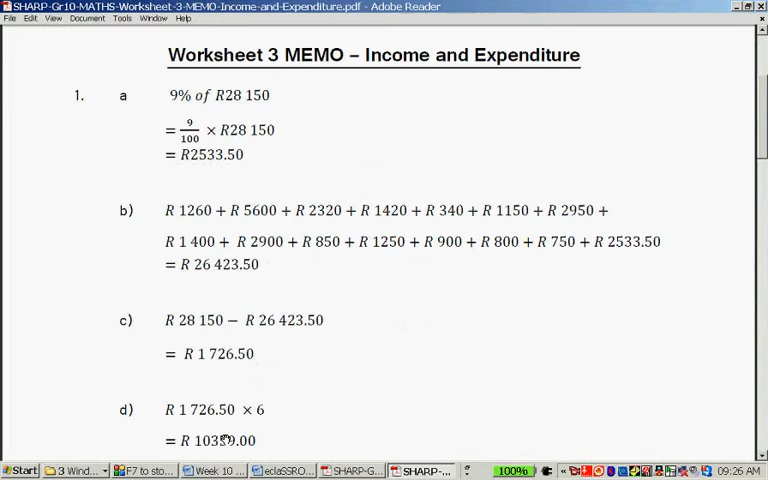 SHARP-Gr10-MATHS-Worksheet-3-MEMO-Income-and-Expenditure.pdf - Adobe Reader
File Edit View Document Tools Window Help
Worksheet 3 MEMO – Income and Expenditure
1. a 9% of R28 150
= 9/100 × R28 150
= R2533.50
b) R 1260 + R 5600 + R 2320 + R 1420 + R 340 + R 1150 + R 2950 +
R 1 400 + R 2900 + R 850 + R 1250 + R 900 + R 800 + R 750 + R 2533.50
= R 26 423.50
c) R 28 150 − R 26 423.50
= R 1 726.50
d) R 1 726.50 × 6
= R 10359.00
Start 3 Wind... F7 to sto... Week 10 ... eclaSSRO... SHARP-G... SHARP-... 100% « 09:26 AM